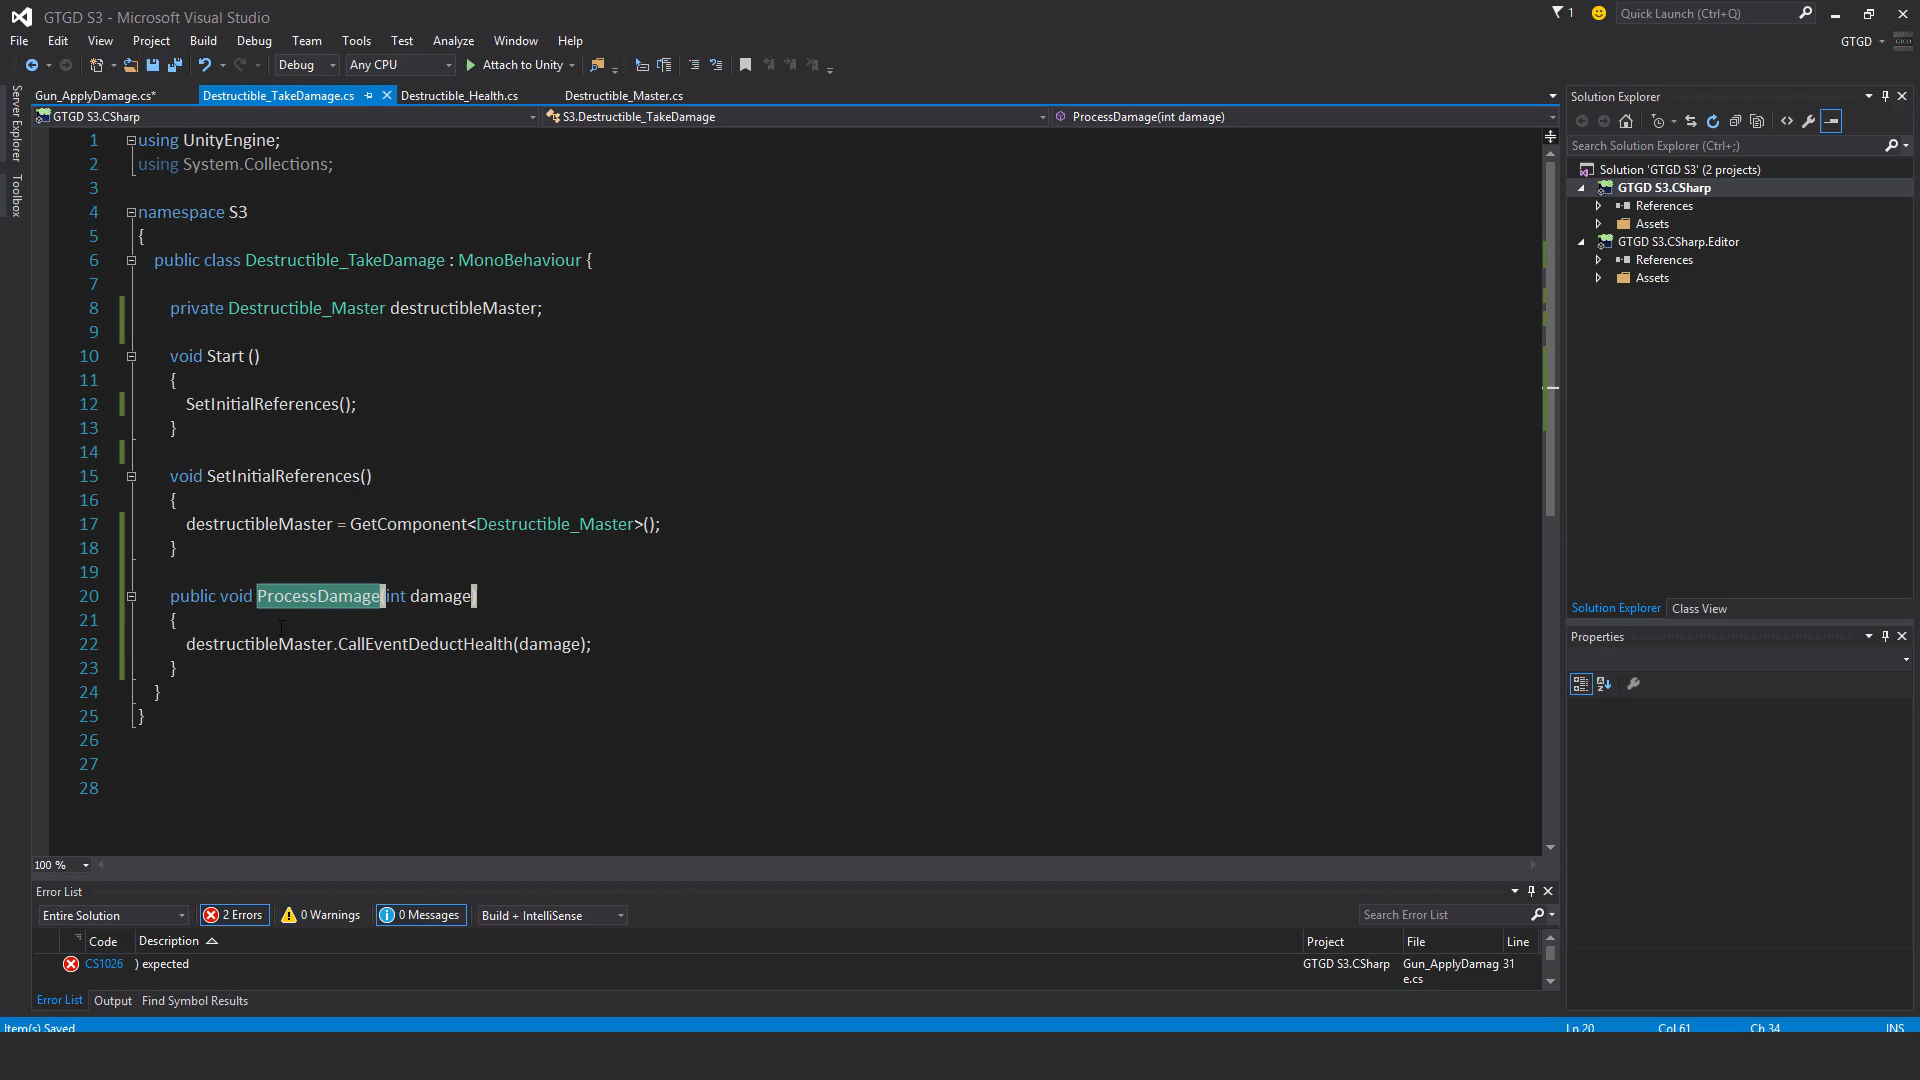 GTGD S3 - Microsoft Visual Studio
1
Quick Launch (Ctrl+Q)
File Edit View Project Build Debug Team Tools Test Analyze Window Help
GTGD
Debug Any CPU Attach to Unity
Server Explorer
Toolbox
Gun_ApplyDamage.cs* Destructible_TakeDamage.cs Destructible_Health.cs Destructible_Master.cs
GTGD S3.CSharp S3.Destructible_TakeDamage ProcessDamage(int damage)
1 using UnityEngine;
2 using System.Collections;
3
4 namespace S3
5 {
6 public class Destructible_TakeDamage : MonoBehaviour {
7
8 private Destructible_Master destructibleMaster;
9
10 void Start ()
11 {
12 SetInitialReferences();
13 }
14
15 void SetInitialReferences()
16 {
17 destructibleMaster = GetComponent<Destructible_Master>();
18 }
19
20 public void ProcessDamage(int damage)
21 {
22 destructibleMaster.CallEventDeductHealth(damage);
23 }
24 }
25 }
26
27
28
100 %
Solution Explorer
Search Solution Explorer (Ctrl+;)
Solution 'GTGD S3' (2 projects)
GTGD S3.CSharp
References
Assets
GTGD S3.CSharp.Editor
References
Assets
Solution Explorer Class View
Properties
Error List
Entire Solution 2 Errors 0 Warnings 0 Messages Build + IntelliSense Search Error List
Code Description Project File Line
CS1026 ) expected GTGD S3.CSharp Gun_ApplyDamag 31
e.cs
Error List Output Find Symbol Results
Item(s) Saved Ln 20 Col 61 Ch 34 INS